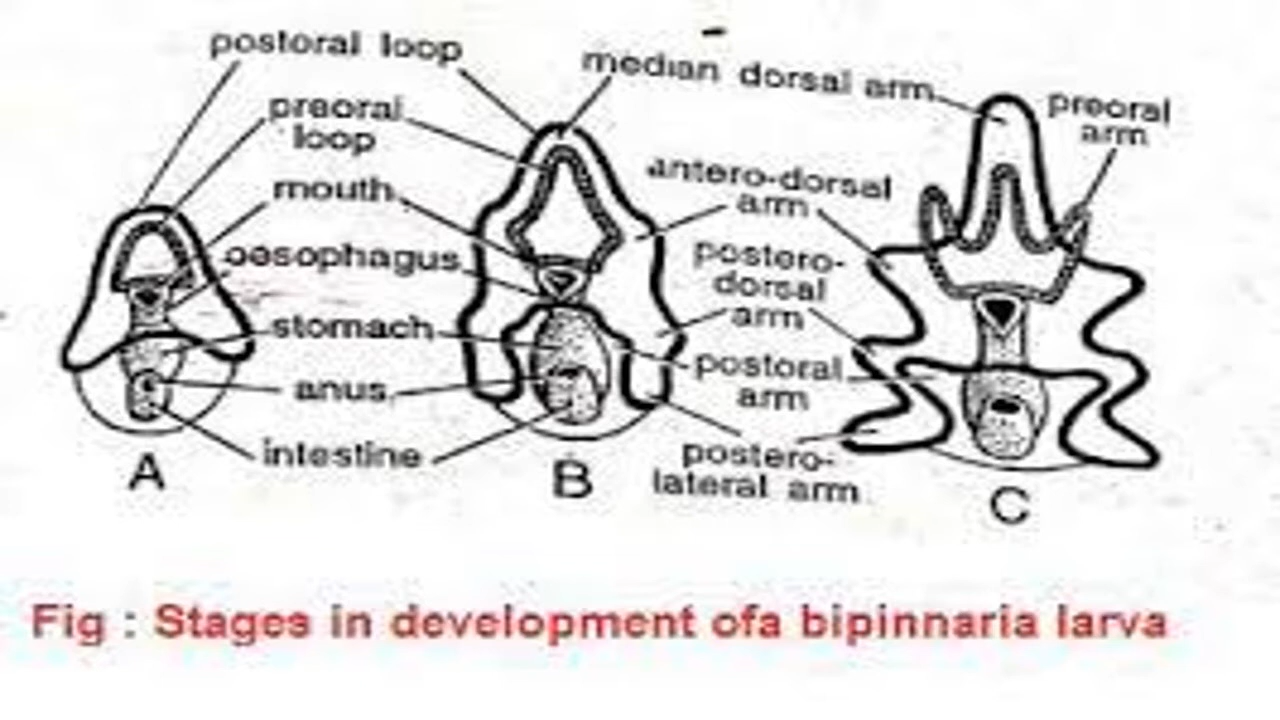 postoral loop
median dorsal arm
preoral
loop
preoral
arm
mouth
antero-dorsal
arm
oesophagus
postero-
dorsal
arm
stomach
postoral
arm
anus
intestine
postero-
lateral arm
A
B
C
Fig : Stages in development ofa bipinnaria larva